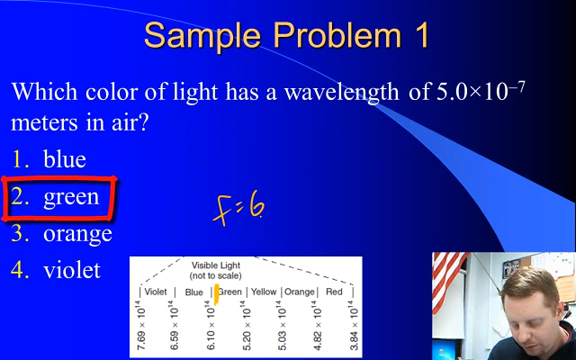 Sample Problem 1
Which color of light has a wavelength of 5.0×10⁻⁷
meters in air?
1. blue
2. green
3. orange
4. violet
f=6
Visible Light
(not to scale)
Violet Blue Green Yellow Orange Red
7.69 × 10¹⁴
6.59 × 10¹⁴
6.10 × 10¹⁴
5.20 × 10¹⁴
5.03 × 10¹⁴
4.82 × 10¹⁴
3.84 × 10¹⁴